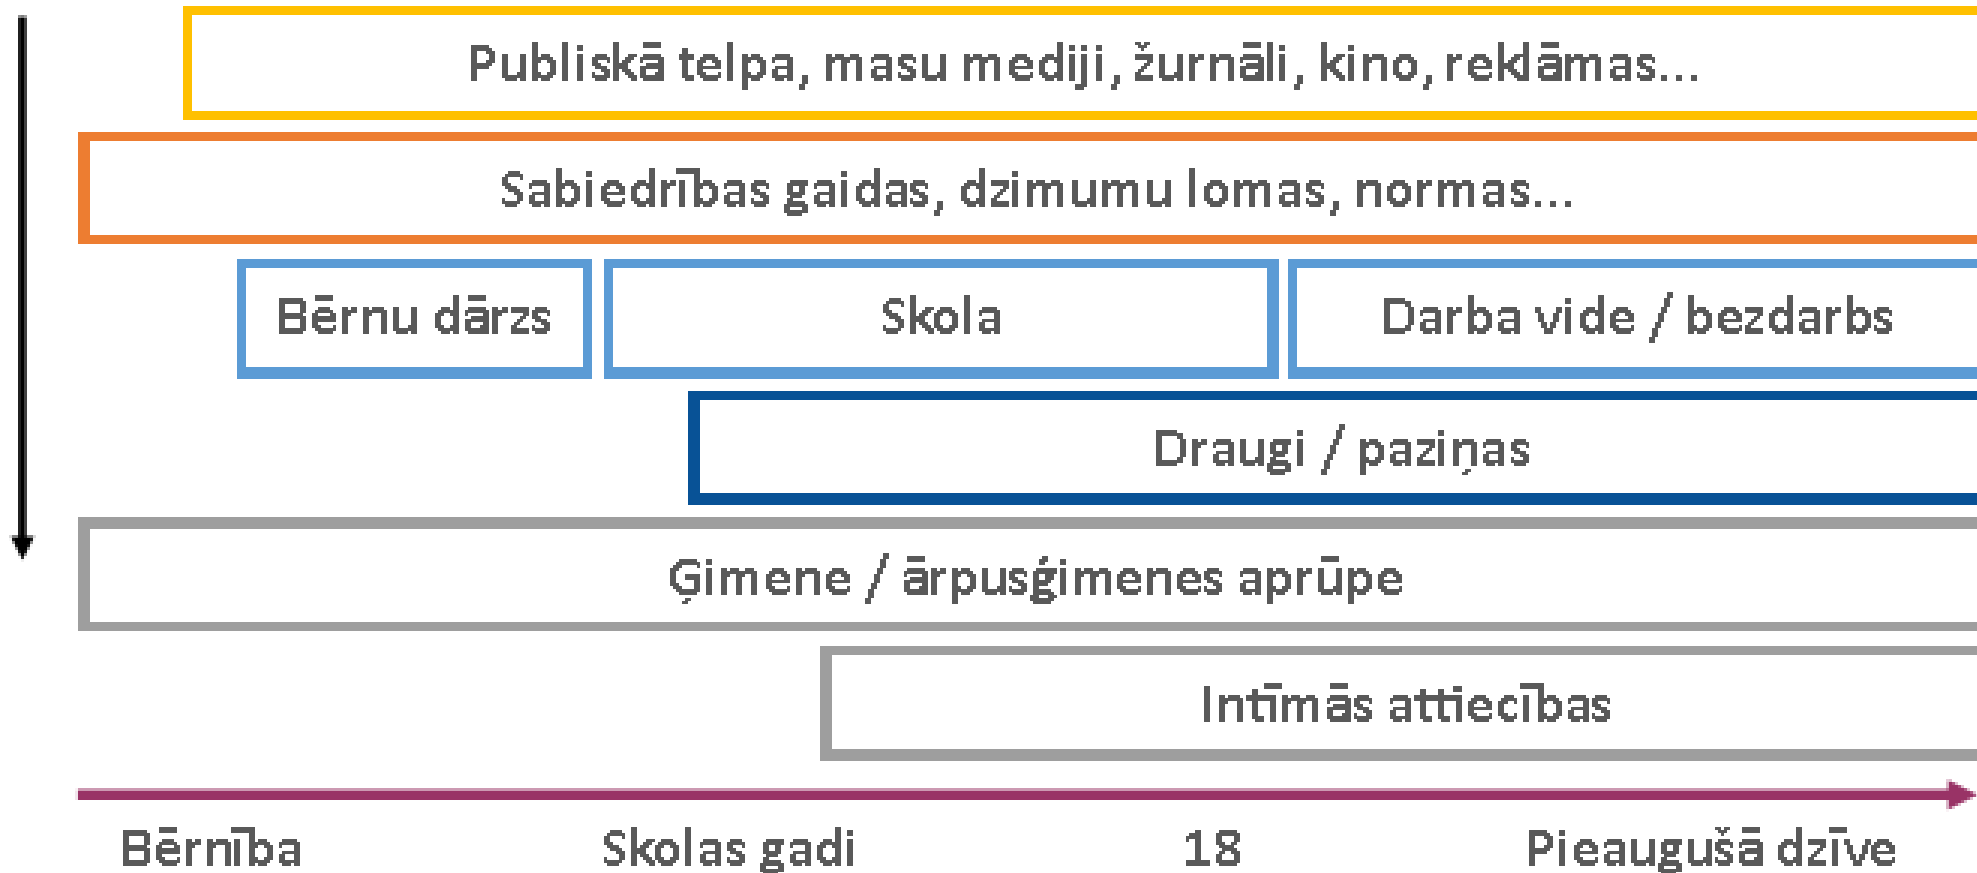 Publiskā telpa, masu mediji, žurnāli, kino, reklāmas...
Sabiedrības gaidas, dzimumu lomas, normas...
Bērnu dārzs
Skola
Darba vide / bezdarbs
Draugi / paziņas
Ģimene / ārpusģimenes aprūpe
Intīmās attiecības
Bērnība
Skolas gadi
18
Pieaugušā dzīve